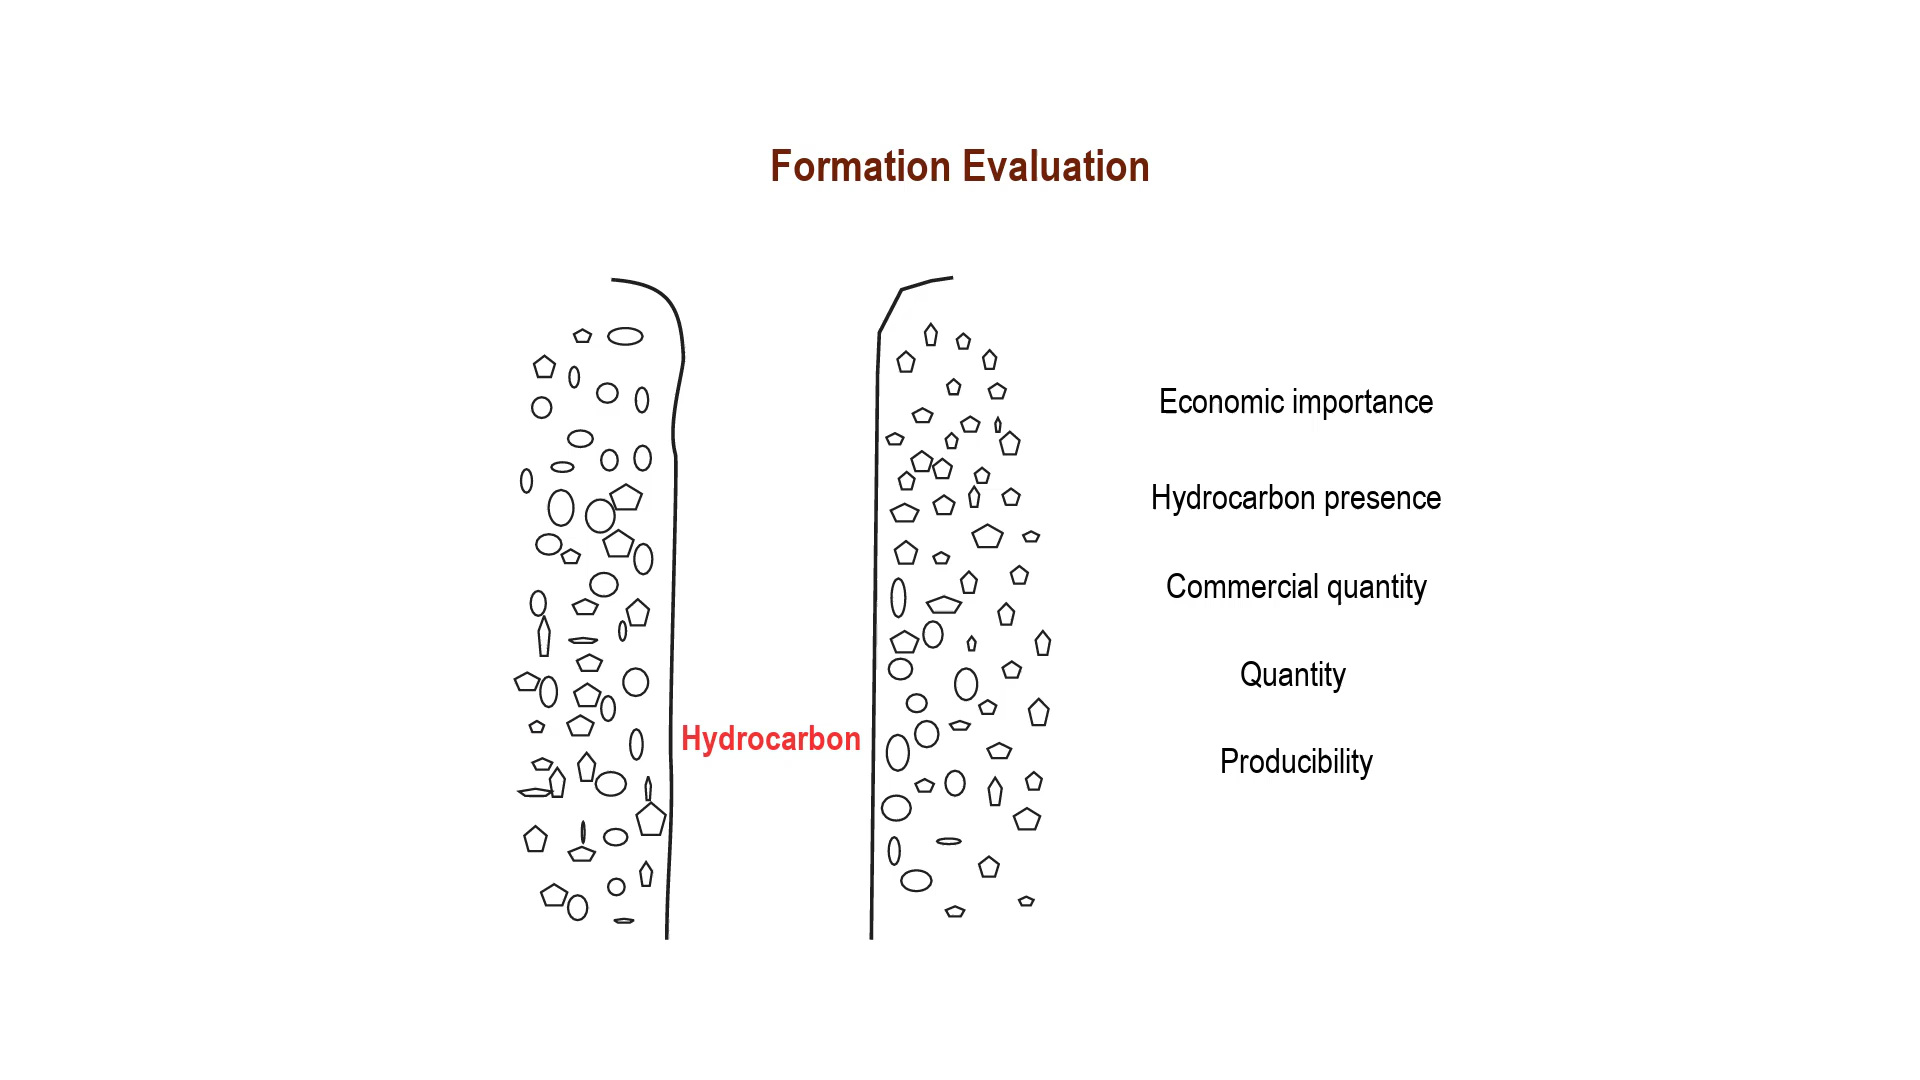 Formation Evaluation
Economic importance
Hydrocarbon presence
Commercial quantity
Quantity
Hydrocarbon
Producibility